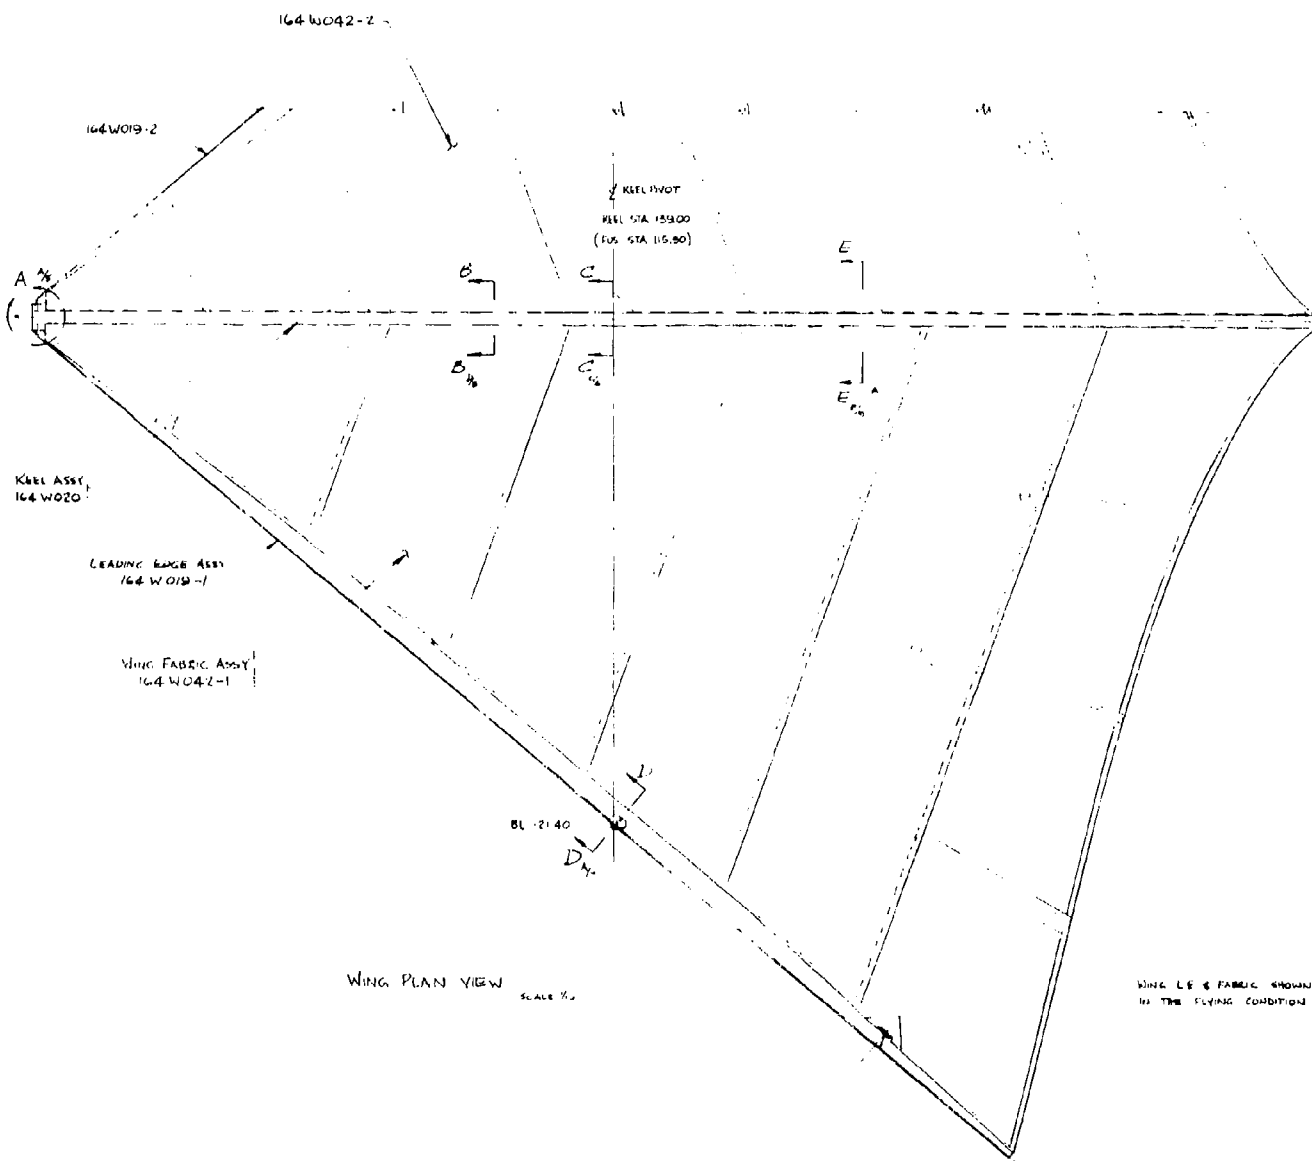 164W042-2
164W019-2
KEEL PIVOT
KEEL STA 139.00
(FUS STA 115.90)
A
B
C
E
B
C
E
KEEL ASSY
164W020
LEADING EDGE ASSY
164W019-1
WING FABRIC ASSY
164W042-1
D
BL -21.40
D
WING PLAN VIEW
SCALE
WING LE & FABRIC SHOWN
IN THE FLYING CONDITION